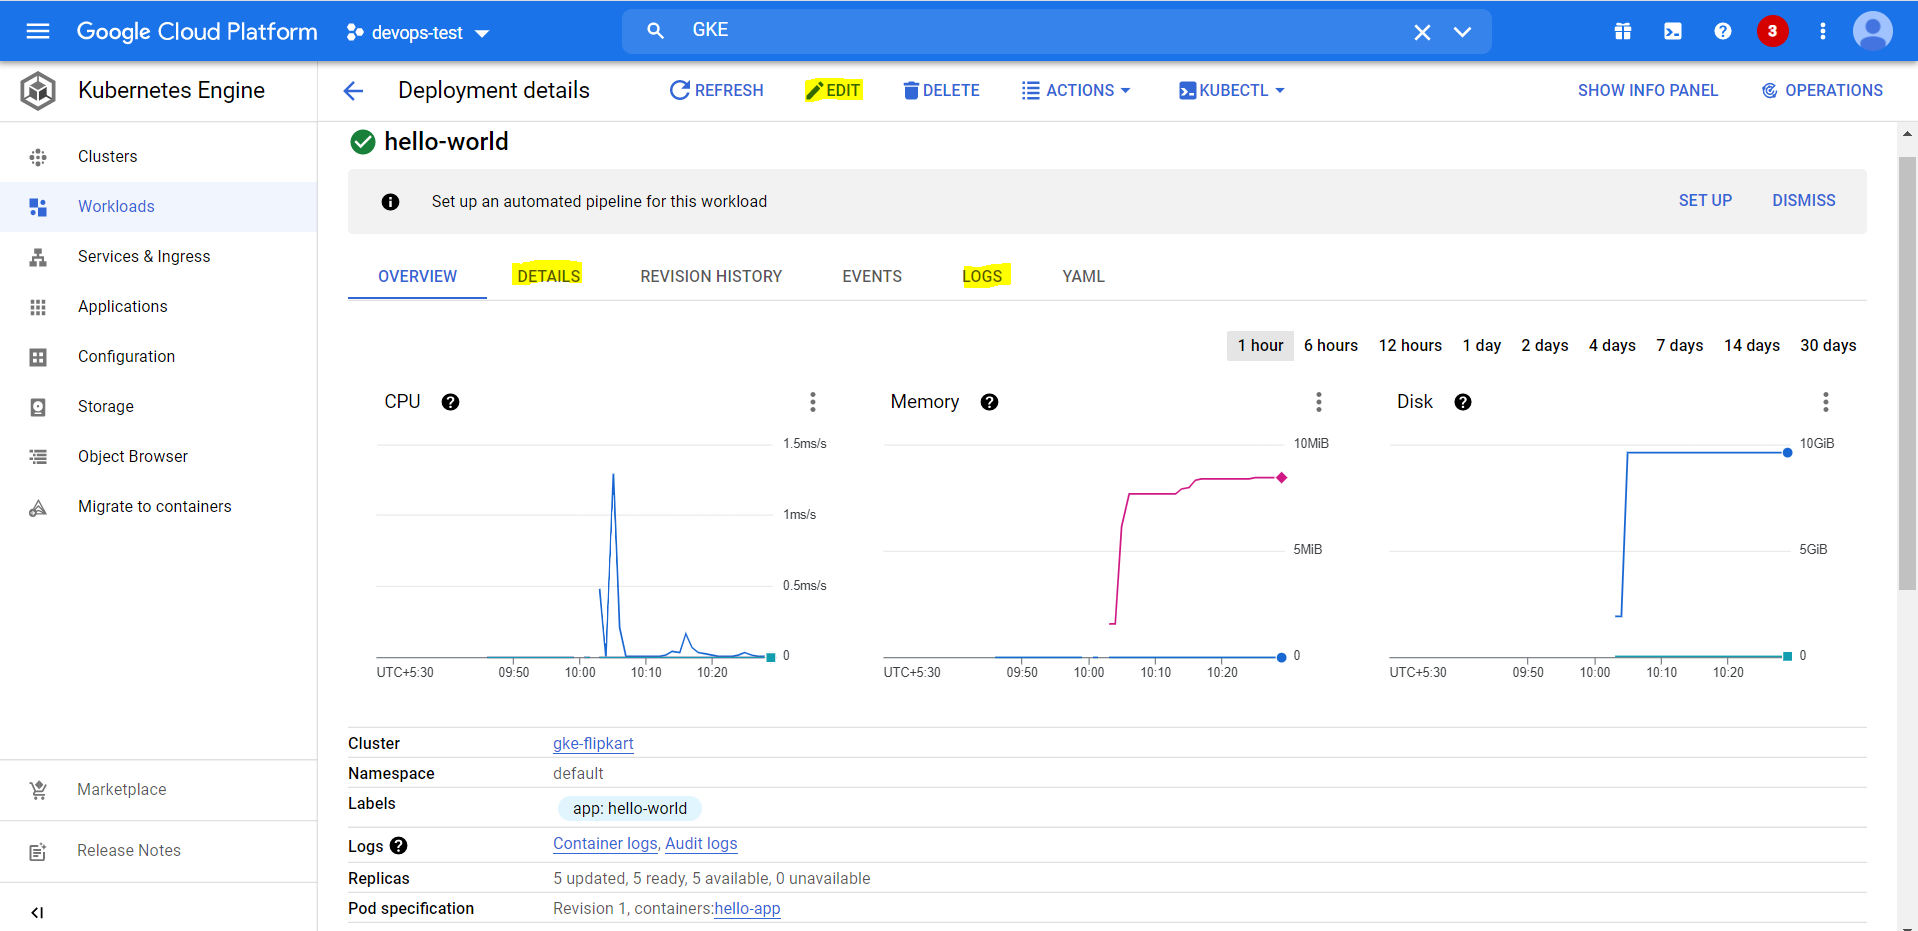 Google Cloud Platform devops-test GKE 3
Kubernetes Engine
Deployment details REFRESH EDIT DELETE ACTIONS KUBECTL SHOW INFO PANEL OPERATIONS
Clusters
Workloads
Services & Ingress
Applications
Configuration
Storage
Object Browser
Migrate to containers
Marketplace
Release Notes
hello-world
Set up an automated pipeline for this workload SET UP DISMISS
OVERVIEW DETAILS REVISION HISTORY EVENTS LOGS YAML
1 hour 6 hours 12 hours 1 day 2 days 4 days 7 days 14 days 30 days
CPU
1.5ms/s
1ms/s
0.5ms/s
0
UTC+5:30 09:50 10:00 10:10 10:20
Memory
10MiB
5MiB
0
UTC+5:30 09:50 10:00 10:10 10:20
Disk
10GiB
5GiB
0
UTC+5:30 09:50 10:00 10:10 10:20
Cluster gke-flipkart
Namespace default
Labels app: hello-world
Logs Container logs, Audit logs
Replicas 5 updated, 5 ready, 5 available, 0 unavailable
Pod specification Revision 1, containers:hello-app